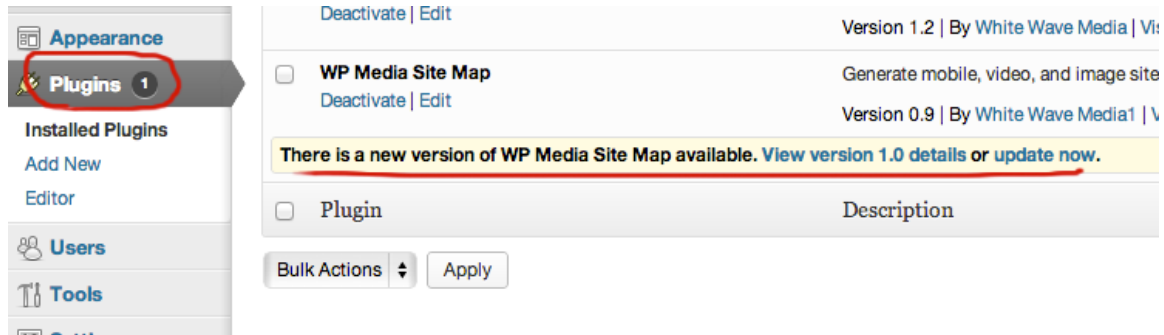 Appearance
Plugins 1
Installed Plugins
Add New
Editor
Users
Tools
Deactivate | Edit
Version 1.2 | By White Wave Media | Vis
WP Media Site Map
Generate mobile, video, and image site
Deactivate | Edit
Version 0.9 | By White Wave Media1 | V
There is a new version of WP Media Site Map available. View version 1.0 details or update now.
Plugin
Description
Bulk Actions
Apply